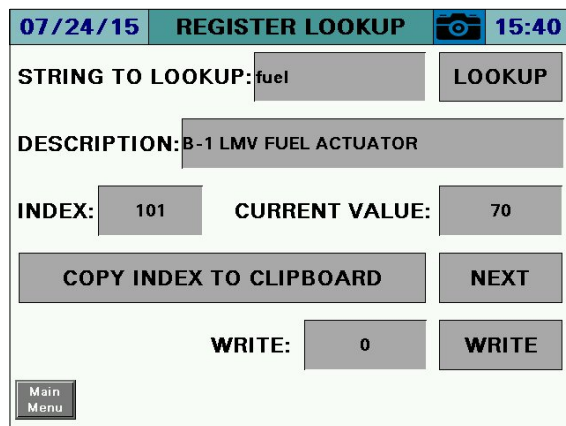 07/24/15 REGISTER LOOKUP 15:40
STRING TO LOOKUP: fuel LOOKUP
DESCRIPTION: B-1 LMV FUEL ACTUATOR
INDEX: 101 CURRENT VALUE: 70
COPY INDEX TO CLIPBOARD NEXT
WRITE: 0 WRITE
Main
Menu